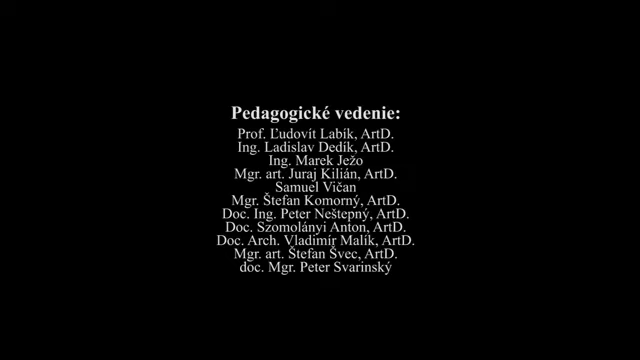 Pedagogické vedenie:
Prof. Ľudovít Labík, ArtD.
Ing. Ladislav Dedík, ArtD.
Ing. Marek Ježo
Mgr. art. Juraj Kilián, ArtD.
Samuel Vičan
Mgr. Štefan Komorný, ArtD.
Doc. Ing. Peter Neštepný, ArtD.
Doc. Szomolányi Anton, ArtD.
Doc. Arch. Vladimír Malík, ArtD.
Mgr. art. Štefan Švec, ArtD.
doc. Mgr. Peter Svarinský